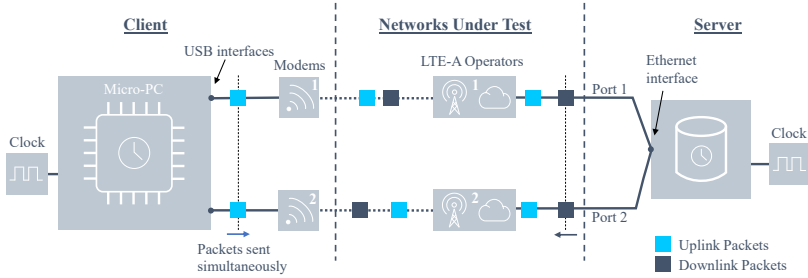 Client
Networks Under Test
Server
USB interfaces
Modems
LTE-A Operators
Ethernet
interface
Micro-PC
1
1
Port 1
Clock
Clock
2
2
Port 2
Packets sent
simultaneously
Uplink Packets
Downlink Packets